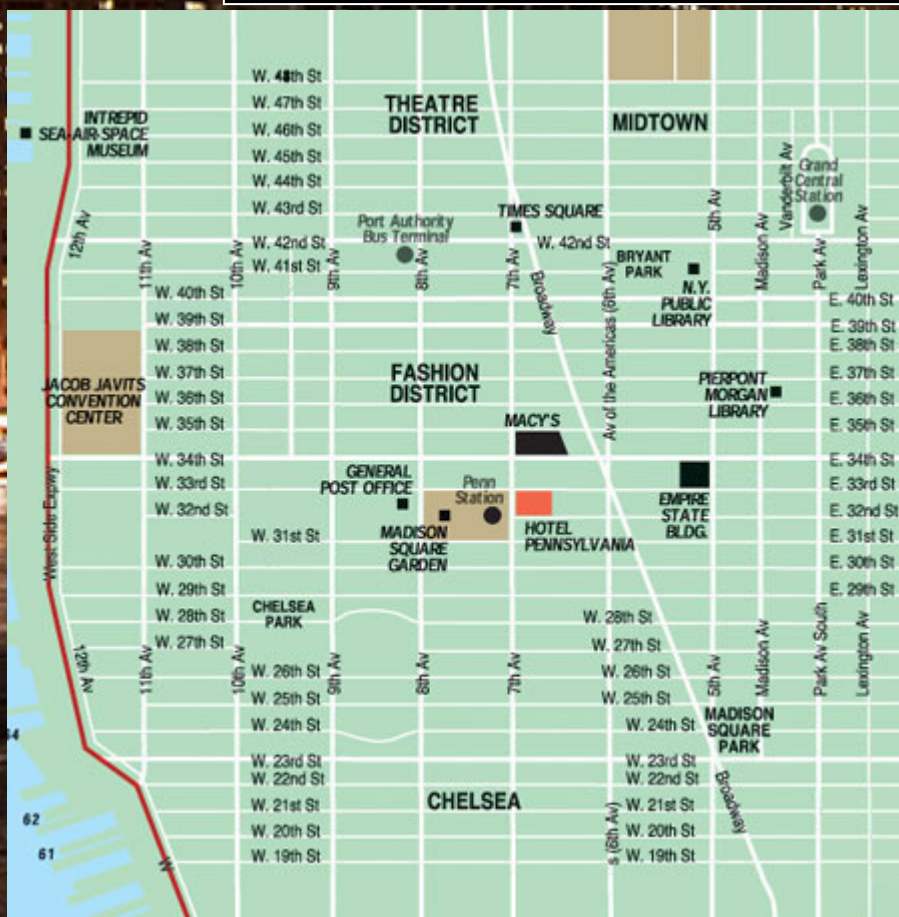 W. 48th St
W. 47th St
THEATRE
DISTRICT
INTREPID
SEA-AIR-SPACE
MUSEUM
W. 46th St
MIDTOWN
W. 45th St
W. 44th St
W. 43rd St
Vanderbilt Av
Grand
Central
Station
12th Av
Port Authority
Bus Terminal
TIMES SQUARE
5th Av
Madison Av
Park Av
Lexington Av
W. 42nd St
W. 42nd St
11th Av
10th Av
W. 41st St
9th Av
8th Av
7th Av
Broadway
Av of the Americas (6th Av)
BRYANT
PARK
N.Y.
PUBLIC
LIBRARY
W. 40th St
E. 40th St
W. 39th St
E. 39th St
W. 38th St
E. 38th St
W. 37th St
FASHION
DISTRICT
E. 37th St
JACOB JAVITS
CONVENTION
CENTER
W. 36th St
PIERPONT
MORGAN
LIBRARY
E. 36th St
W. 35th St
MACY'S
E. 35th St
W. 34th St
E. 34th St
W. 33rd St
GENERAL
POST OFFICE
Penn
Station
E. 33rd St
West Side Expwy
W. 32nd St
EMPIRE
STATE
BLDG.
E. 32nd St
W. 31st St
MADISON
SQUARE
GARDEN
HOTEL
PENNSYLVANIA
E. 31st St
W. 30th St
E. 30th St
W. 29th St
E. 29th St
W. 28th St
CHELSEA
PARK
W. 28th St
W. 27th St
W. 27th St
12th Av
11th Av
10th Av
W. 26th St
9th Av
8th Av
7th Av
W. 26th St
5th Av
Madison Av
Park Av South
Lexington Av
W. 25th St
W. 25th St
W. 24th St
W. 24th St
MADISON
SQUARE
PARK
64
W. 23rd St
W. 23rd St
W. 22nd St
W. 22nd St
Broadway
W. 21st St
CHELSEA
W. 21st St
62
W. 20th St
s (6th Av)
W. 20th St
61
W. 19th St
W. 19th St
W